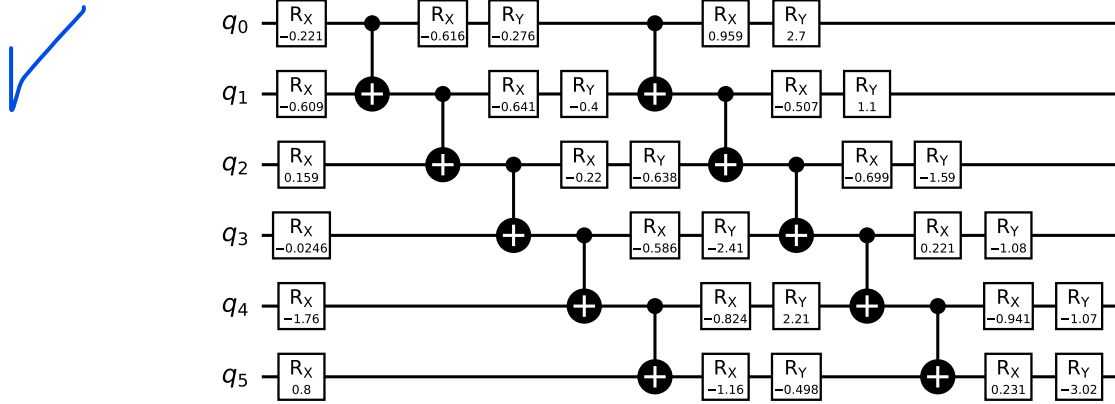 q0 RX −0.221 RX −0.616 RY −0.276 RX 0.959 RY 2.7
q1 RX −0.609 RX −0.641 RY −0.4 RX −0.507 RY 1.1
q2 RX 0.159 RX −0.22 RY −0.638 RX −0.699 RY −1.59
q3 RX −0.0246 RX −0.586 RY −2.41 RX 0.221 RY −1.08
q4 RX −1.76 RX −0.824 RY 2.21 RX −0.941 RY −1.07
q5 RX 0.8 RX −1.16 RY −0.498 RX 0.231 RY −3.02